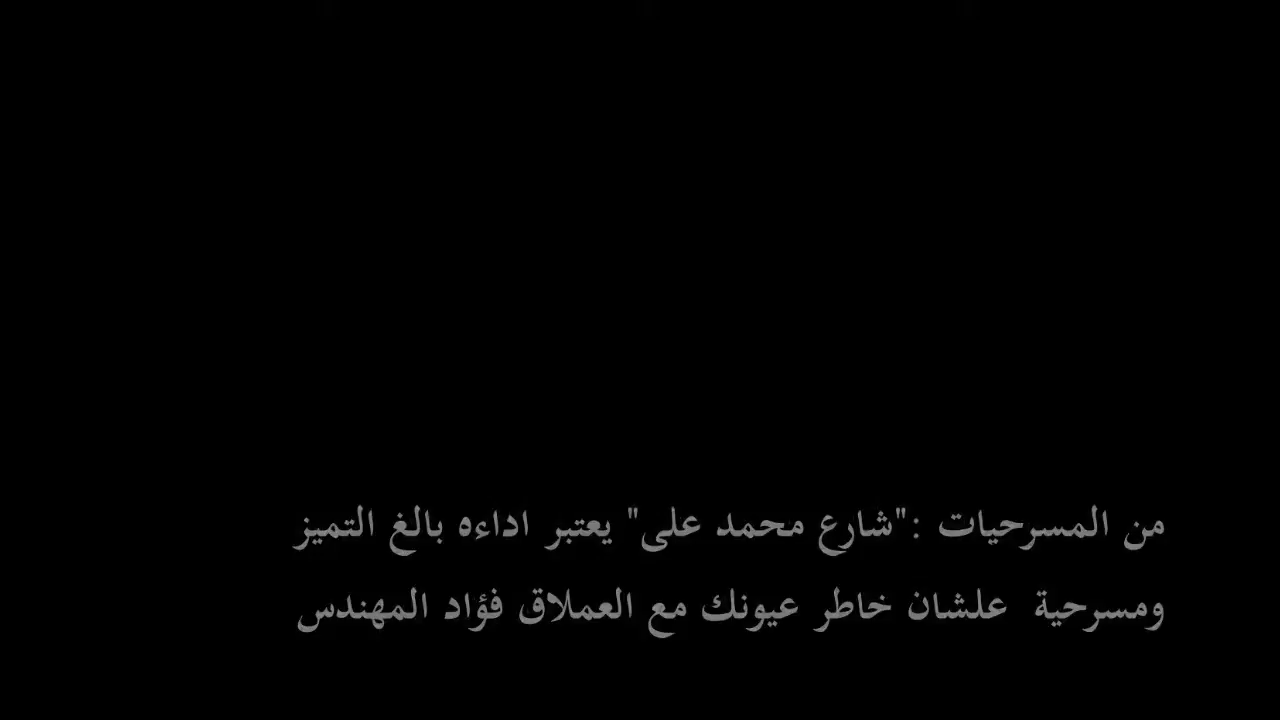 من المسرحيات :"شارع محمد على" يعتبر اداءه بالغ التميز
ومسرحية علشان خاطر عيونك مع العملاق فؤاد المهندس